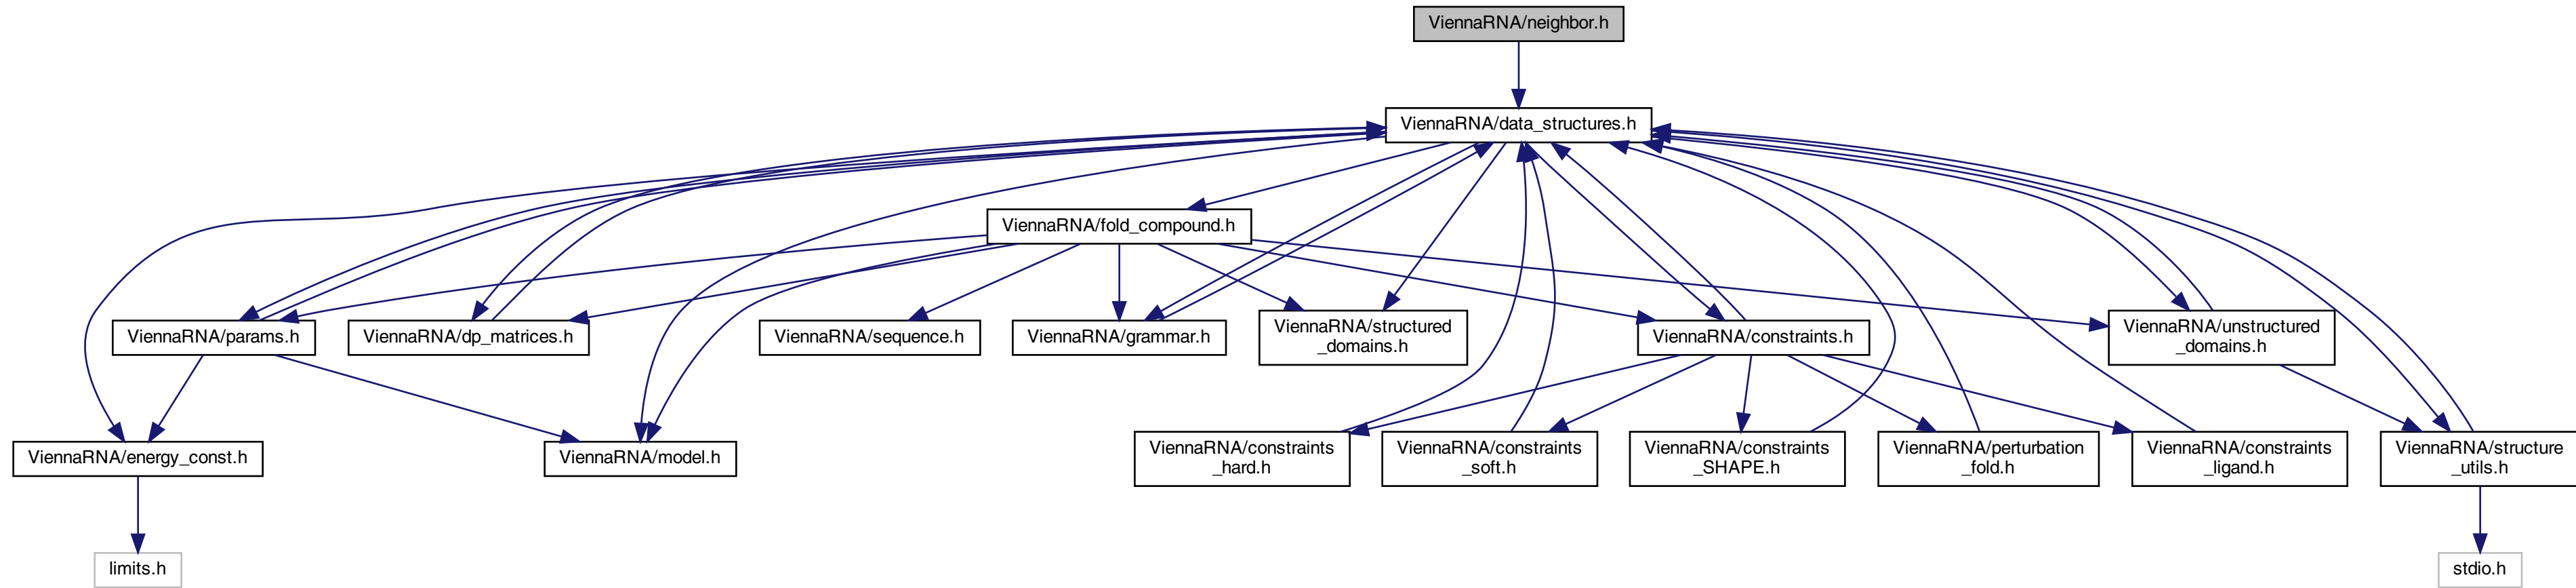 ViennaRNA/neighbor.h
ViennaRNA/data_structures.h
ViennaRNA/fold_compound.h
ViennaRNA/params.h
ViennaRNA/dp_matrices.h
ViennaRNA/sequence.h
ViennaRNA/grammar.h
ViennaRNA/structured
_domains.h
ViennaRNA/constraints.h
ViennaRNA/unstructured
_domains.h
ViennaRNA/energy_const.h
ViennaRNA/model.h
ViennaRNA/constraints
_hard.h
ViennaRNA/constraints
_soft.h
ViennaRNA/constraints
_SHAPE.h
ViennaRNA/perturbation
_fold.h
ViennaRNA/constraints
_ligand.h
ViennaRNA/structure
_utils.h
limits.h
stdio.h